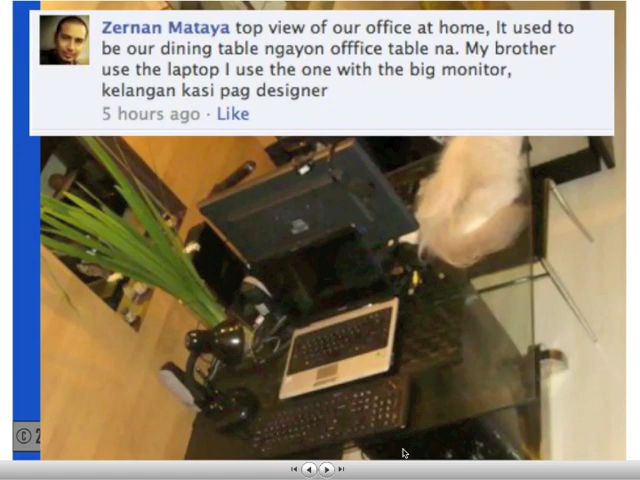 Zernan Mataya top view of our office at home, It used to
be our dining table ngayon offfice table na. My brother
use the laptop I use the one with the big monitor,
kelangan kasi pag designer
5 hours ago · Like
© 2